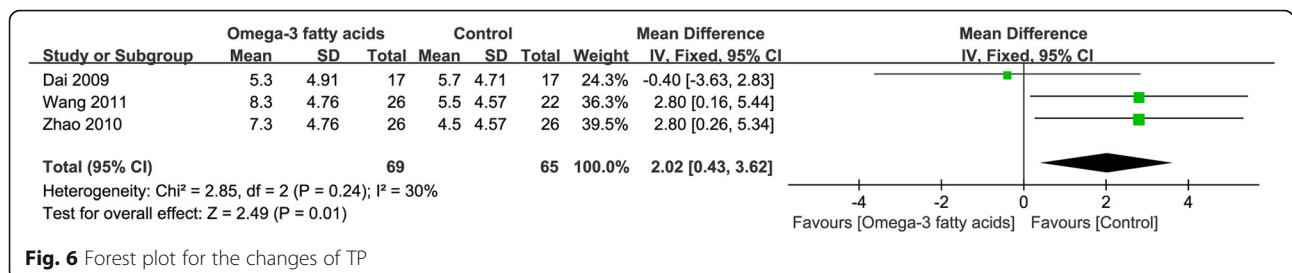 Omega-3 fatty acids Control Mean Difference Mean Difference
Study or Subgroup Mean SD Total Mean SD Total Weight IV, Fixed, 95% CI IV, Fixed, 95% CI
Dai 2009 5.3 4.91 17 5.7 4.71 17 24.3% -0.40 [-3.63, 2.83]
Wang 2011 8.3 4.76 26 5.5 4.57 22 36.3% 2.80 [0.16, 5.44]
Zhao 2010 7.3 4.76 26 4.5 4.57 26 39.5% 2.80 [0.26, 5.34]
Total (95% CI) 69 65 100.0% 2.02 [0.43, 3.62]
Heterogeneity: Chi² = 2.85, df = 2 (P = 0.24); I² = 30%
Test for overall effect: Z = 2.49 (P = 0.01)
-4 -2 0 2 4
Favours [Omega-3 fatty acids] Favours [Control]
Fig. 6 Forest plot for the changes of TP